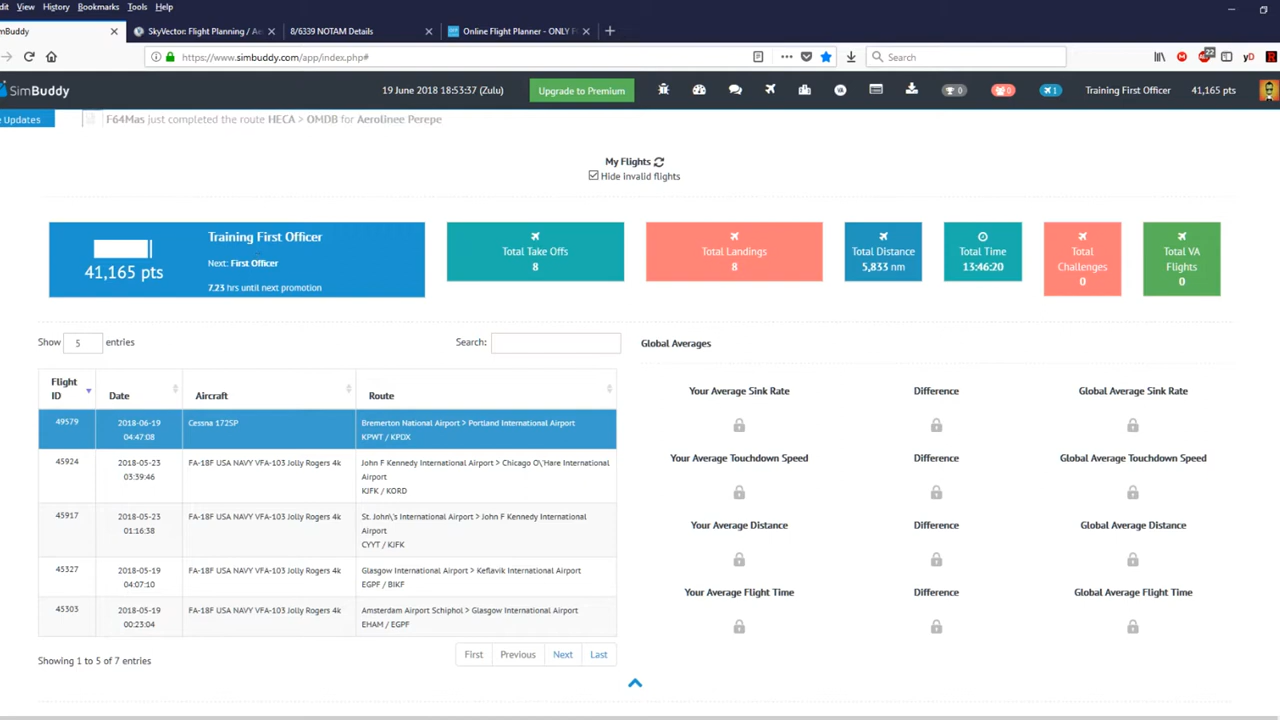 dit View History Bookmarks Tools Help
mBuddy
SkyVector: Flight Planning / Ae
8/6339 NOTAM Details
Online Flight Planner - ONLY F
https://www.simbuddy.com/app/index.php#
Search
22
SimBuddy
19 June 2018 18:53:37 (Zulu)
Upgrade to Premium
0
0
1
Training First Officer
41,165 pts
e Updates
F64Mas just completed the route HECA > OMDB for Aerolinee Perepe
My Flights
Hide invalid flights
41,165 pts
Training First Officer
Next: First Officer
7.23 hrs until next promotion
Total Take Offs
8
Total Landings
8
Total Distance
5,833 nm
Total Time
13:46:20
Total
Challenges
0
Total VA
Flights
0
Show 5 entries
Search:
Flight
ID
Date
Aircraft
Route
49579
2018-06-19
04:47:08
Cessna 172SP
Bremerton National Airport > Portland International Airport
KPWT / KPDX
45924
2018-05-23
03:39:46
FA-18F USA NAVY VFA-103 Jolly Rogers 4k
John F Kennedy International Airport > Chicago O\'Hare International
Airport
KJFK / KORD
45917
2018-05-23
01:16:38
FA-18F USA NAVY VFA-103 Jolly Rogers 4k
St. John\'s International Airport > John F Kennedy International
Airport
CYYT / KJFK
45327
2018-05-19
04:07:10
FA-18F USA NAVY VFA-103 Jolly Rogers 4k
Glasgow International Airport > Keflavik International Airport
EGPF / BIKF
45303
2018-05-19
00:23:04
FA-18F USA NAVY VFA-103 Jolly Rogers 4k
Amsterdam Airport Schiphol > Glasgow International Airport
EHAM / EGPF
Showing 1 to 5 of 7 entries
First Previous Next Last
Global Averages
Your Average Sink Rate
Difference
Global Average Sink Rate
Your Average Touchdown Speed
Difference
Global Average Touchdown Speed
Your Average Distance
Difference
Global Average Distance
Your Average Flight Time
Difference
Global Average Flight Time